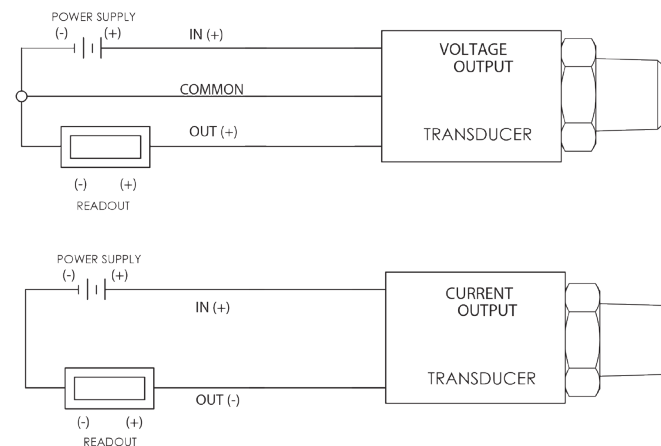 POWER SUPPLY
(-) (+)
IN (+)
VOLTAGE
OUTPUT
COMMON
OUT (+)
TRANSDUCER
(-) (+)
READOUT
POWER SUPPLY
(-) (+)
IN (+)
CURRENT
OUTPUT
TRANSDUCER
OUT (-)
(-) (+)
READOUT